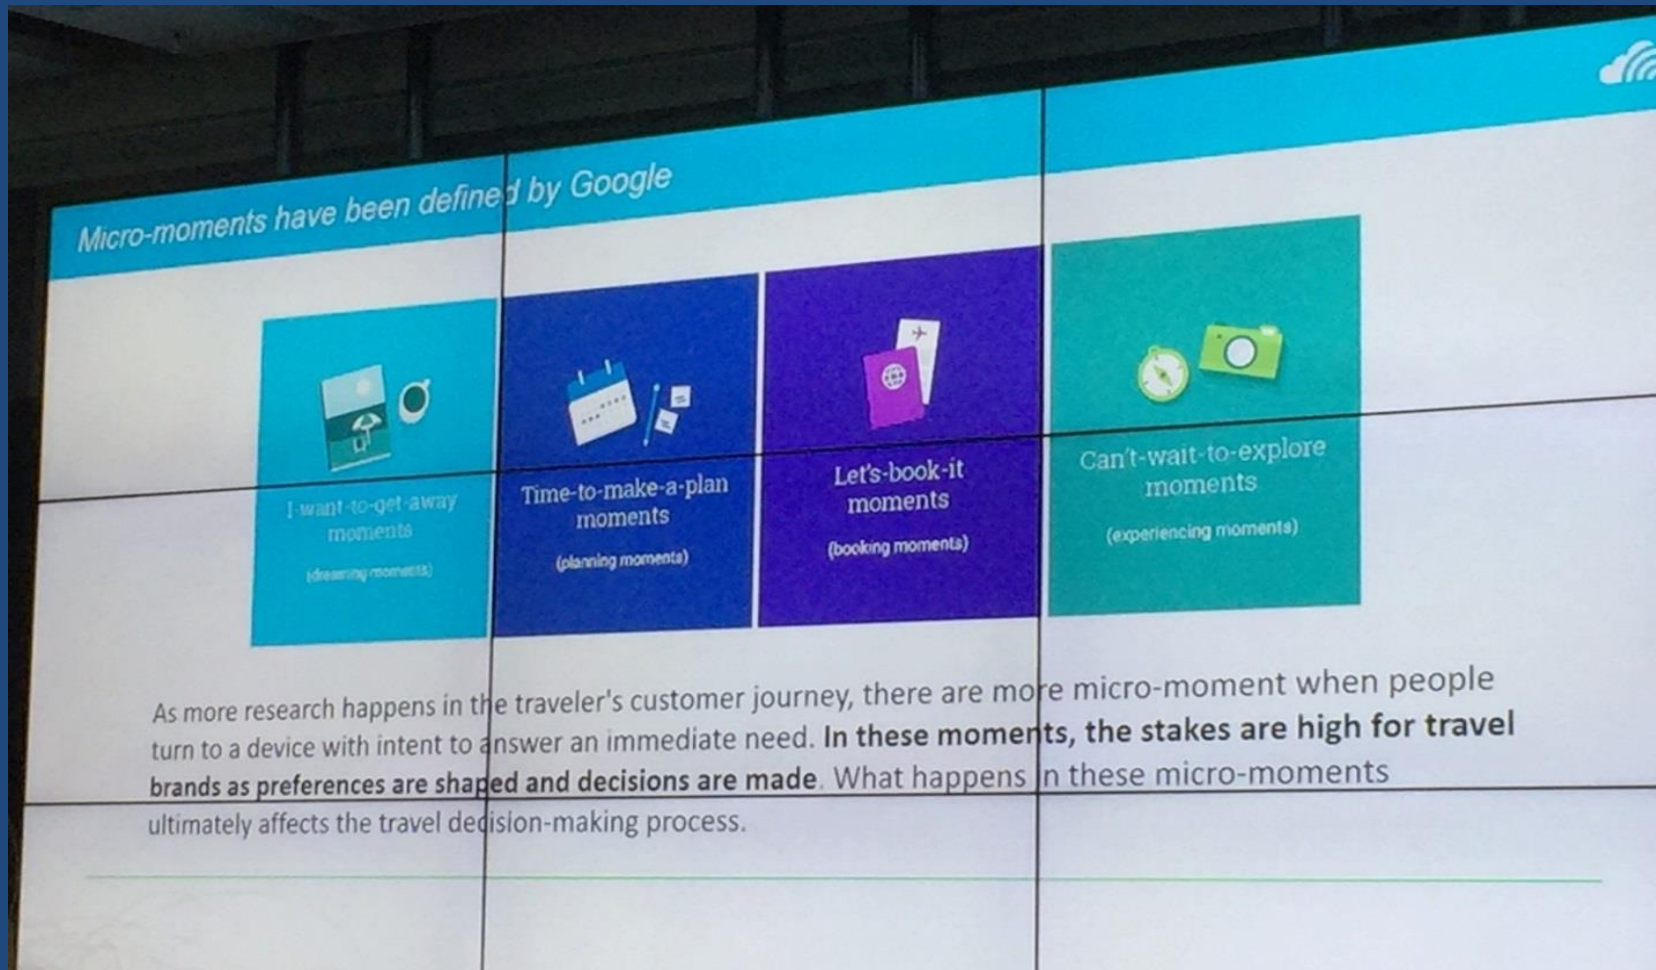 Micro-moments have been defined by Google
I-want-to-get-away
moments
(dreaming moments)
Time-to-make-a-plan
moments
(planning moments)
Let's-book-it
moments
(booking moments)
Can't-wait-to-explore
moments
(experiencing moments)
As more research happens in the traveler's customer journey, there are more micro-moment when people
turn to a device with intent to answer an immediate need. In these moments, the stakes are high for travel
brands as preferences are shaped and decisions are made. What happens in these micro-moments
ultimately affects the travel decision-making process.